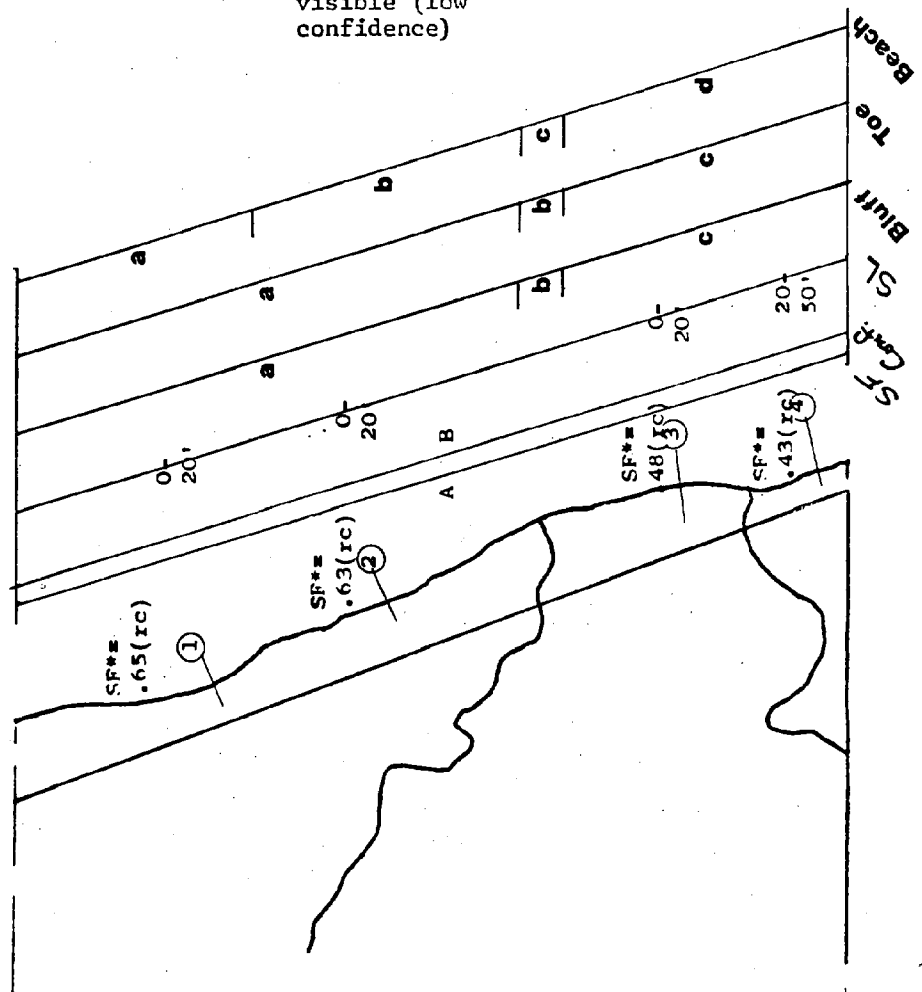 visible (low
confidence)
Beach
Toe
Bluff
SL
Conf.
SF
a
b
c
d
a
b
c
a
b
c
0-
20'
0-
20
0-
20'
20-
50'
B
A
SF*=
.65(rc)
1
SF*=
.63(rc)
2
SF*=
.48(rc)
3
SF*=
.43(rc)
4